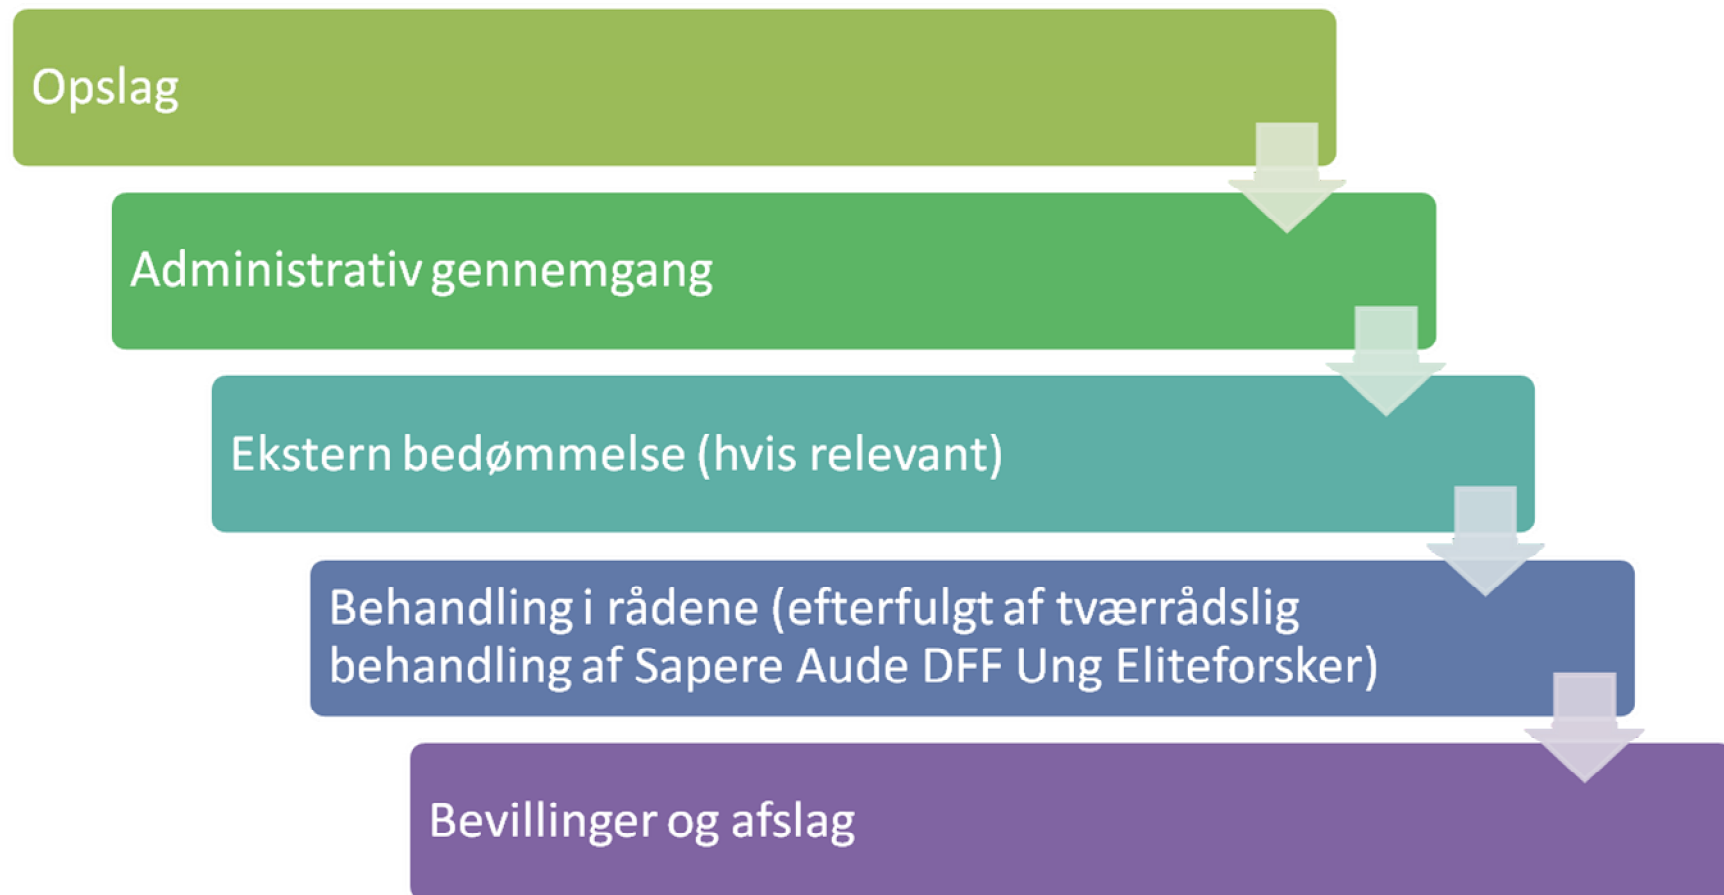 Opslag
Administrativ gennemgang
Ekstern bedømmelse (hvis relevant)
Behandling i rådene (efterfulgt af tværrådslig
behandling af Sapere Aude DFF Ung Eliteforsker)
Bevillinger og afslag